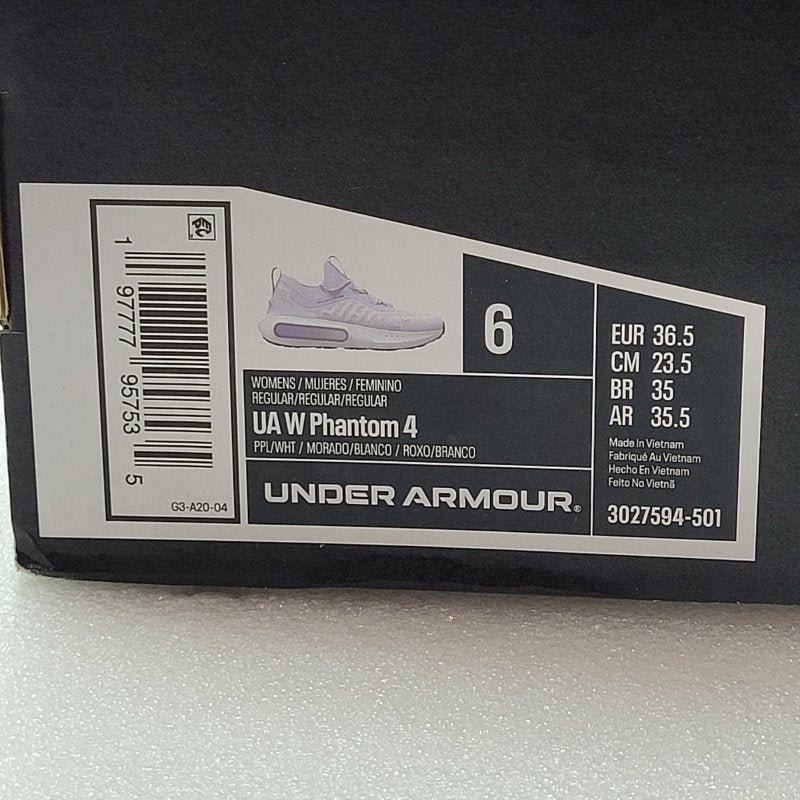 1 97777 95753 5
G3-A20-04
WOMENS / MUJERES / FEMININO
REGULAR/REGULAR/REGULAR
UA W Phantom 4
PPL/WHT / MORADO/BLANCO / ROXO/BRANCO
UNDER ARMOUR®
6
EUR 36.5
CM 23.5
BR 35
AR 35.5
Made In Vietnam
Fabriqué Au Vietnam
Hecho En Vietnam
Feito No Vietnã
3027594-501